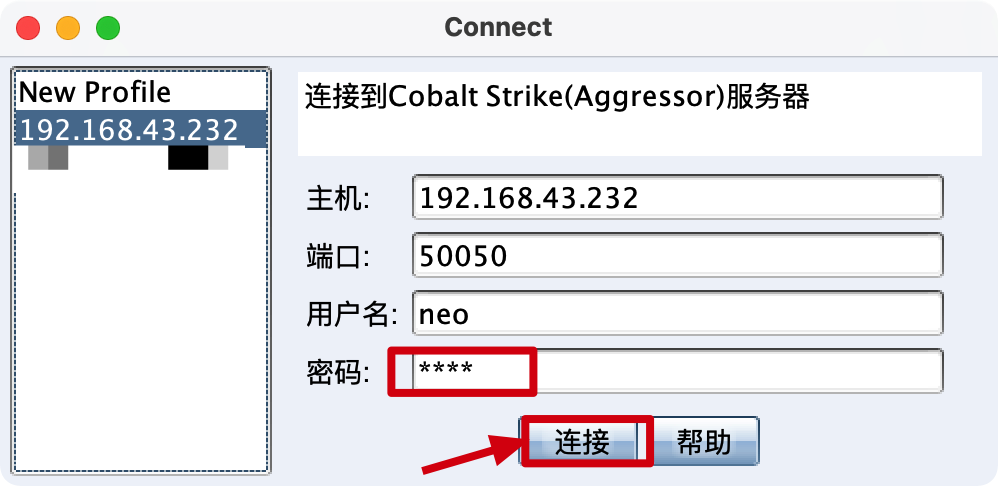 Connect
New Profile
192.168.43.232
连接到Cobalt Strike(Aggressor)服务器
主机: 192.168.43.232
端口: 50050
用户名: neo
密码: ****
连接 帮助